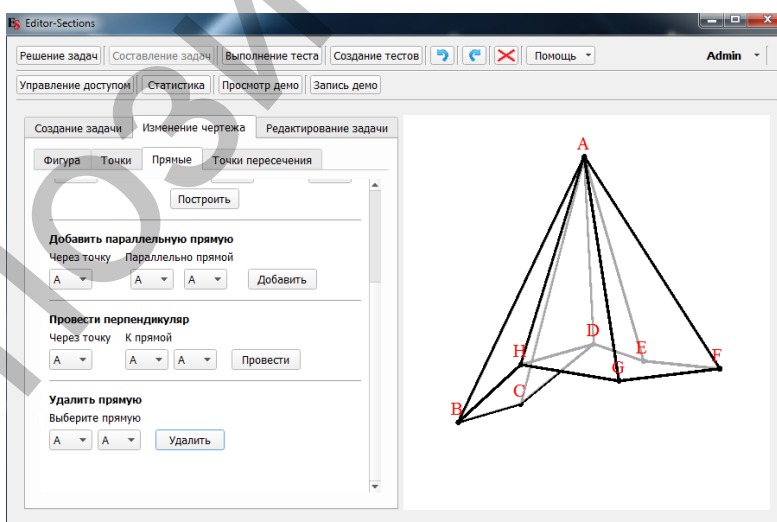 ES Editor-Sections
Решение задач Составление задач Выполнение теста Создание тестов Помощь Admin
Управление доступом Статистика Просмотр демо Запись демо
Создание задачи Изменение чертежа Редактирование задачи
Фигура Точки Прямые Точки пересечения
Построить
Добавить параллельную прямую
Через точку Параллельно прямой
A A A Добавить
Провести перпендикуляр
Через точку К прямой
A A A Провести
Удалить прямую
Выберите прямую
A A Удалить
A
D
H E F
G
C
B